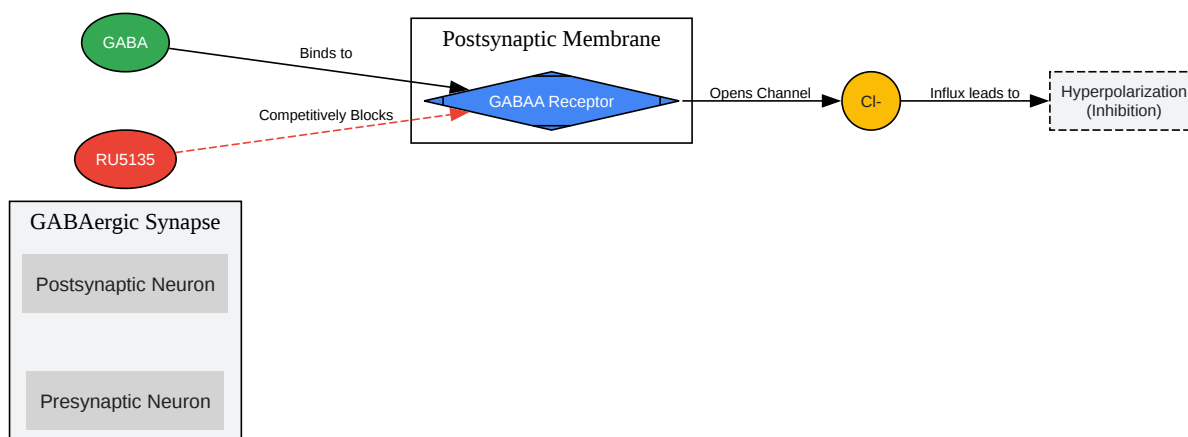 GABA
Binds to
Postsynaptic Membrane
GABAA Receptor
Opens Channel
Cl-
Influx leads to
Hyperpolarization
(Inhibition)
Competitively Blocks
RU5135
GABAergic Synapse
Postsynaptic Neuron
Presynaptic Neuron